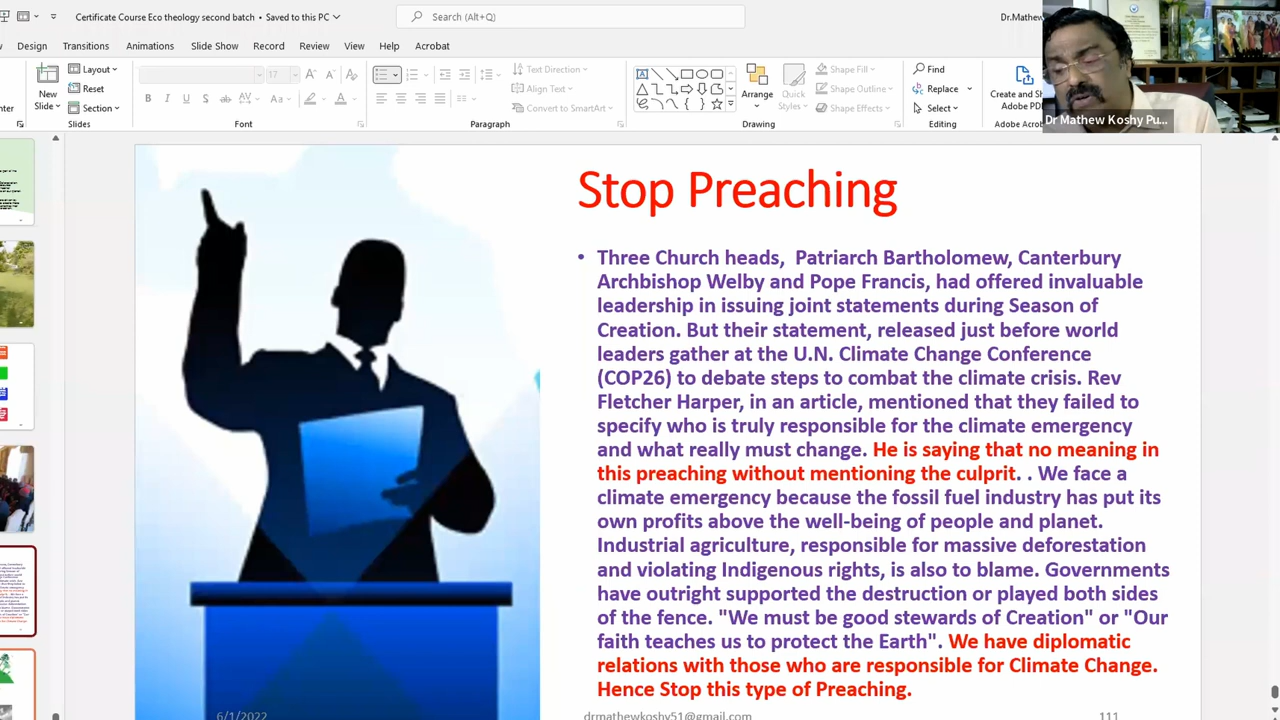 Certificate Course Eco theology second batch • Saved to this PC
Search (Alt+Q)
Dr.Mathew
Design Transitions Animations Slide Show Record Review View Help
New Slide
Layout
Reset
Section
Slides
17
B I U S ab AV Aa A
Font
Text Direction
Align Text
Convert to SmartArt
Paragraph
Arrange
Quick Styles
Shape Fill
Shape Outline
Shape Effects
Drawing
Find
Replace
Select
Editing
Create and Sh
Adobe PD
Adobe Acro
Dr Mathew Koshy Pu...
Stop Preaching
• Three Church heads, Patriarch Bartholomew, Canterbury
Archbishop Welby and Pope Francis, had offered invaluable
leadership in issuing joint statements during Season of
Creation. But their statement, released just before world
leaders gather at the U.N. Climate Change Conference
(COP26) to debate steps to combat the climate crisis. Rev
Fletcher Harper, in an article, mentioned that they failed to
specify who is truly responsible for the climate emergency
and what really must change. He is saying that no meaning in
this preaching without mentioning the culprit. . We face a
climate emergency because the fossil fuel industry has put its
own profits above the well-being of people and planet.
Industrial agriculture, responsible for massive deforestation
and violating Indigenous rights, is also to blame. Governments
have outright supported the destruction or played both sides
of the fence. "We must be good stewards of Creation" or "Our
faith teaches us to protect the Earth". We have diplomatic
relations with those who are responsible for Climate Change.
Hence Stop this type of Preaching.
6/1/2022
drmathewkoshy51@gmail.com
111